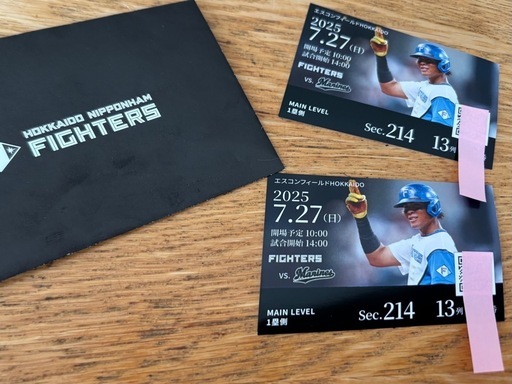 HOKKAIDO NIPPONHAM
FIGHTERS
エスコンフィールドHOKKAIDO
2025
7.27(日)
開場予定 10:00
試合開始 14:00
FIGHTERS
vs. Marines
MAIN LEVEL
1塁側
Sec.214 13列
エスコンフィールドHOKKAIDO
2025
7.27(日)
開場予定 10:00
試合開始 14:00
FIGHTERS
vs. Marines
MAIN LEVEL
1塁側
Sec.214 13列